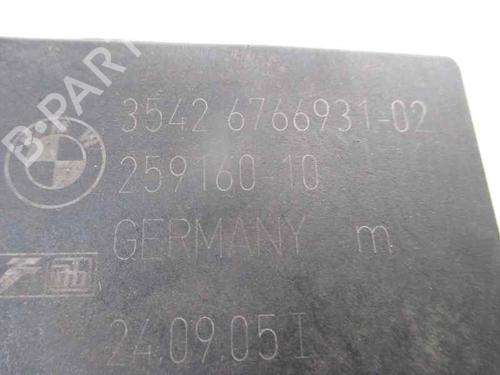 3542 6766931-02
259160-10
GERMANY m
24.09.05 I
B-PARTS